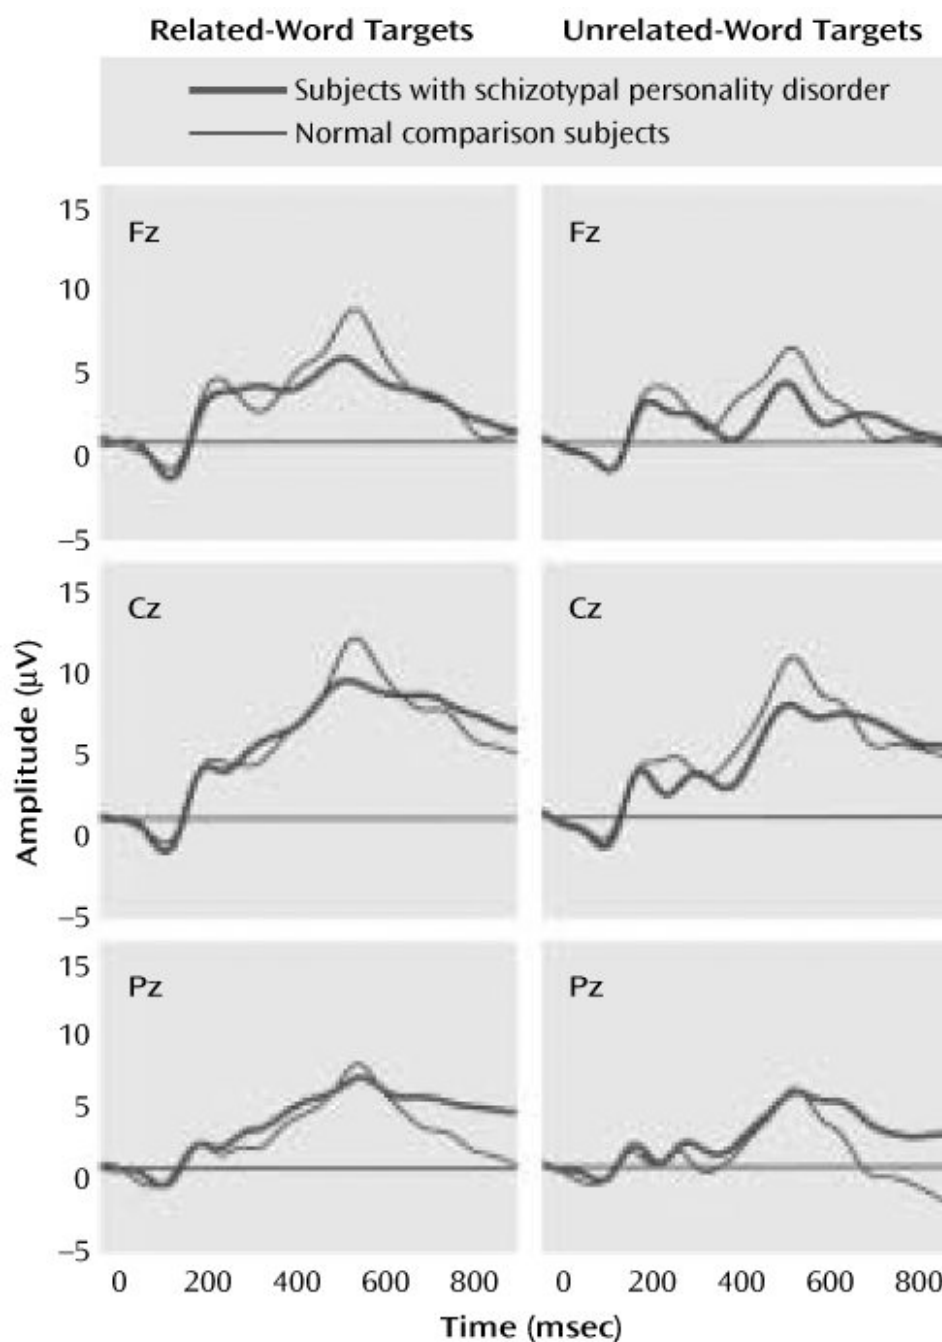 Related-Word Targets Unrelated-Word Targets
Subjects with schizotypal personality disorder
Normal comparison subjects
15
Fz Fz
10
5
0
–5
15
Cz Cz
10
5
0
–5
Amplitude (μV)
15
Pz Pz
10
5
0
–5
0 200 400 600 800 0 200 400 600 800
Time (msec)